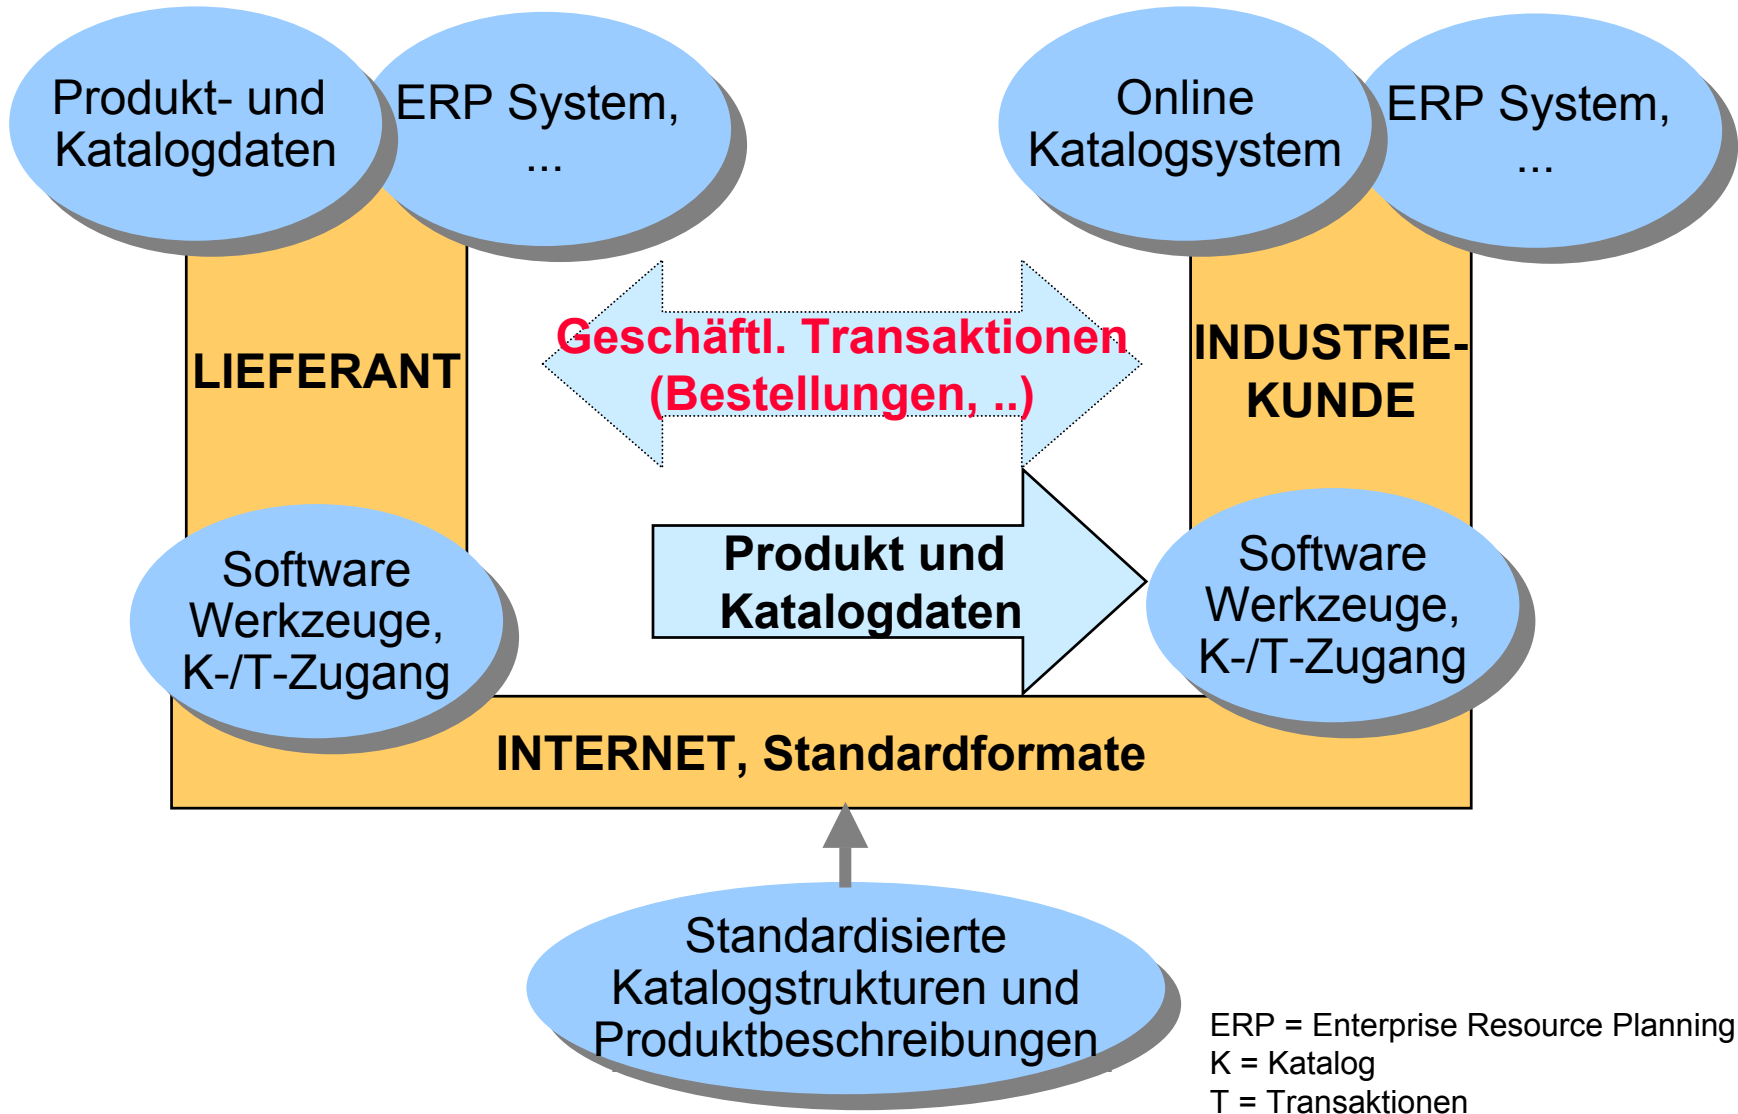 Produkt- und
Katalogdaten
ERP System,
...
Online
Katalogsystem
ERP System,
...
LIEFERANT
Geschäftl. Transaktionen
(Bestellungen, ..)
INDUSTRIE-
KUNDE
Software
Werkzeuge,
K-/T-Zugang
Produkt und
Katalogdaten
Software
Werkzeuge,
K-/T-Zugang
INTERNET, Standardformate
Standardisierte
Katalogstrukturen und
Produktbeschreibungen
ERP = Enterprise Resource Planning
K = Katalog
T = Transaktionen